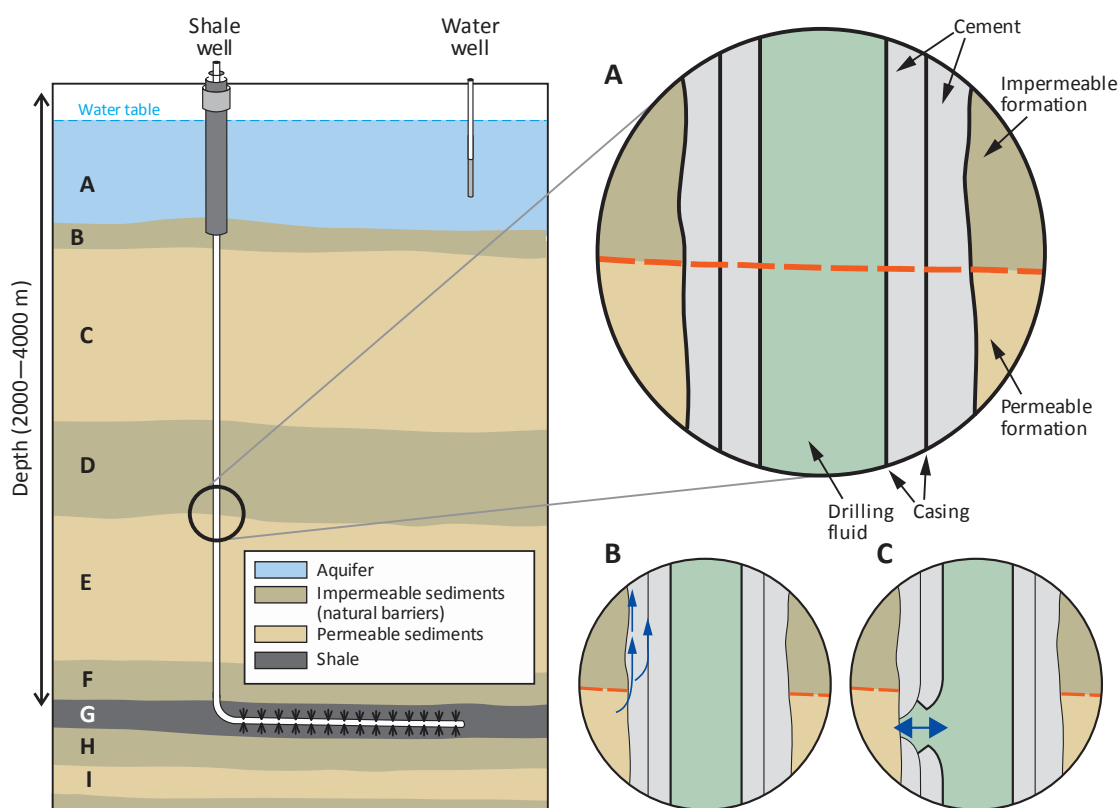 Shale
well
Water
well
Water table
Depth (2000—4000 m)
A
B
C
D
E
F
G
H
I
Aquifer
Impermeable sediments
(natural barriers)
Permeable sediments
Shale
A
Cement
Impermeable
formation
Permeable
formation
Drilling
fluid
Casing
B
C